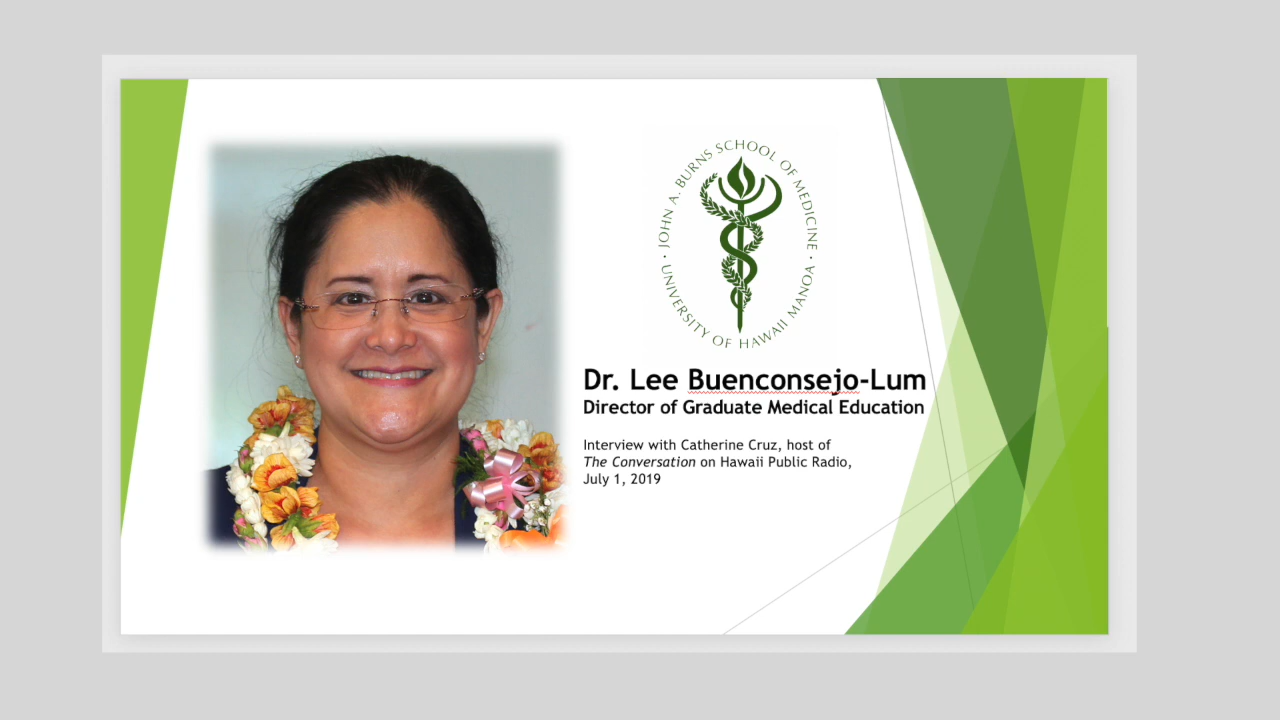 · JOHN A. BURNS SCHOOL OF MEDICINE ·
UNIVERSITY OF HAWAII MANOA
Dr. Lee Buenconsejo-Lum
Director of Graduate Medical Education
Interview with Catherine Cruz, host of
The Conversation on Hawaii Public Radio,
July 1, 2019